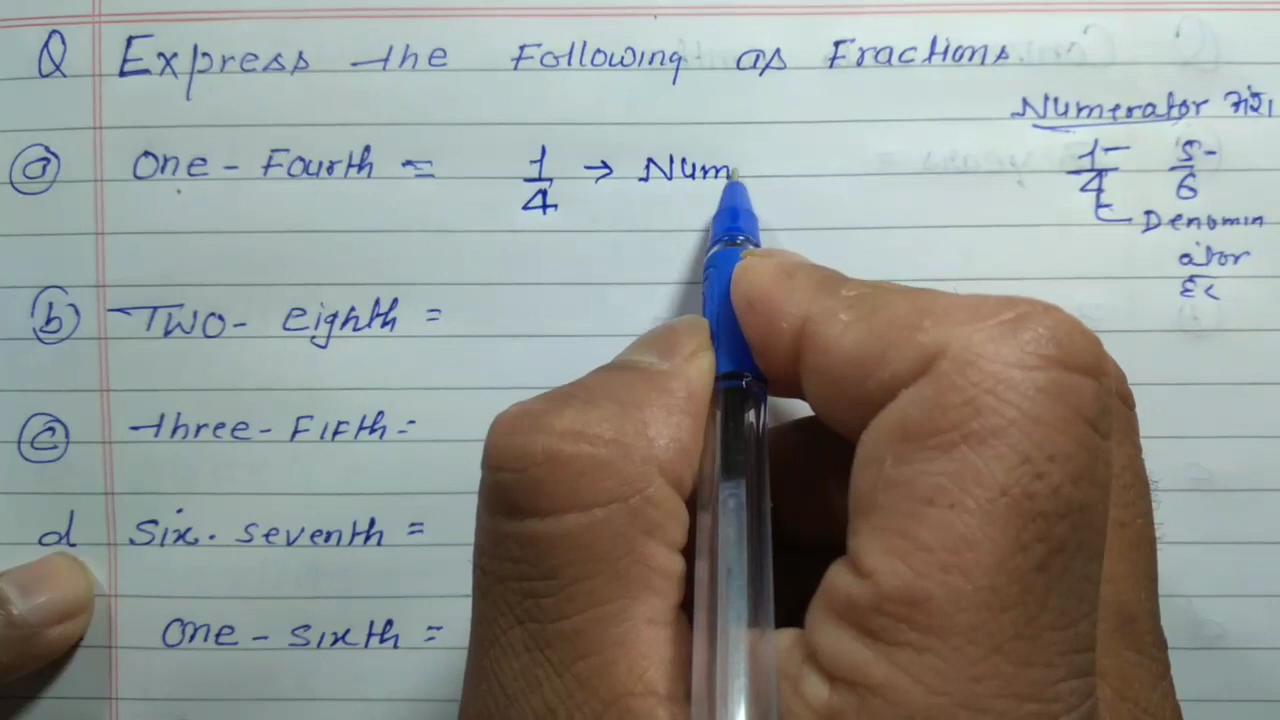 Q Express the Following as Fractions
Numerator अंश
ⓐ One-Fourth = 1/4 → Num
1/4 5/6
Denomin
ator
हर
ⓑ Two-eighth =
ⓒ three-Fifth=
d Six-seventh =
One-sixth =